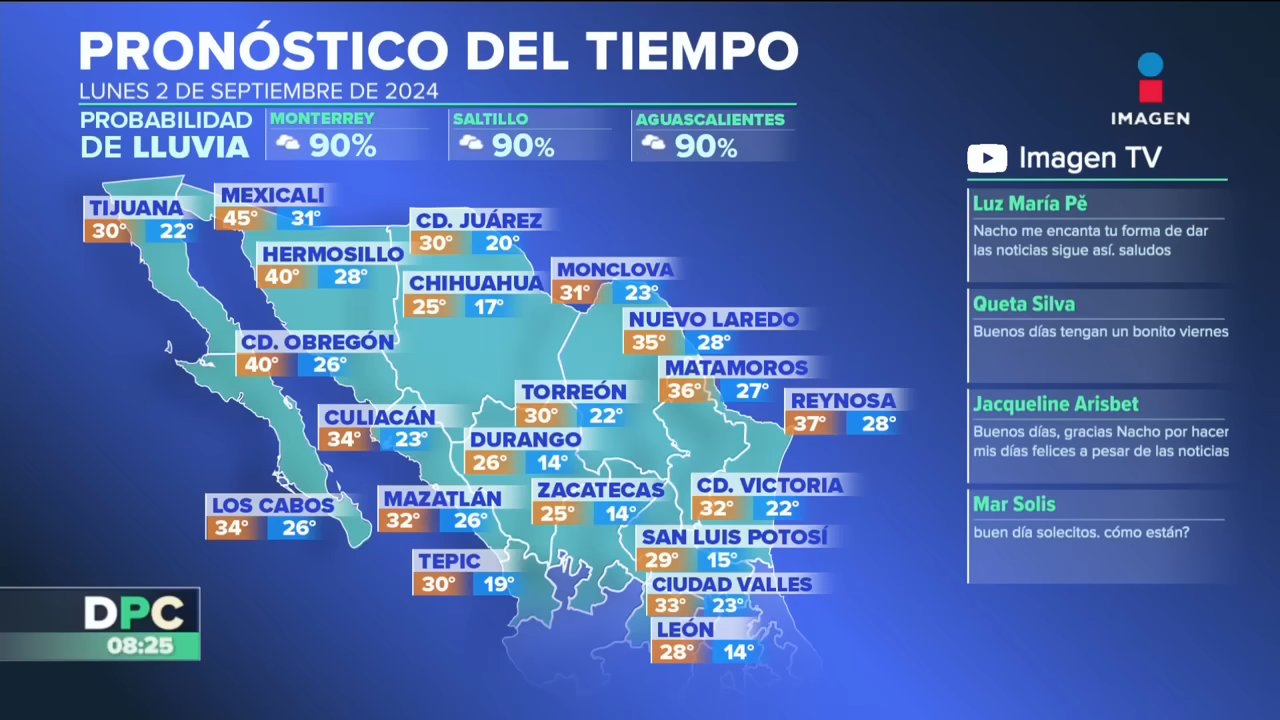 PRONÓSTICO DEL TIEMPO
LUNES 2 DE SEPTIEMBRE DE 2024
PROBABILIDAD
DE LLUVIA
MONTERREY
90%
SALTILLO
90%
AGUASCALIENTES
90%
IMAGEN
Imagen TV
Luz María Pĕ
Nacho me encanta tu forma de dar
las noticias sigue así. saludos
Queta Silva
Buenos días tengan un bonito viernes
Jacqueline Arisbet
Buenos días, gracias Nacho por hacer
mis días felices a pesar de las noticias
Mar Solis
buen día solecitos. cómo están?
TIJUANA
30° 22°
MEXICALI
45° 31°
CD. JUÁREZ
30° 20°
HERMOSILLO
40° 28°
CHIHUAHUA
25° 17°
MONCLOVA
31° 23°
NUEVO LAREDO
35° 28°
CD. OBREGÓN
40° 26°
MATAMOROS
36° 27°
TORREÓN
30° 22°
REYNOSA
37° 28°
CULIACÁN
34° 23°
DURANGO
26° 14°
CD. VICTORIA
32° 22°
ZACATECAS
25° 14°
MAZATLÁN
32° 26°
LOS CABOS
34° 26°
SAN LUIS POTOSÍ
29° 15°
TEPIC
30° 19°
CIUDAD VALLES
33° 23°
LEÓN
28° 14°
DPC
08:25